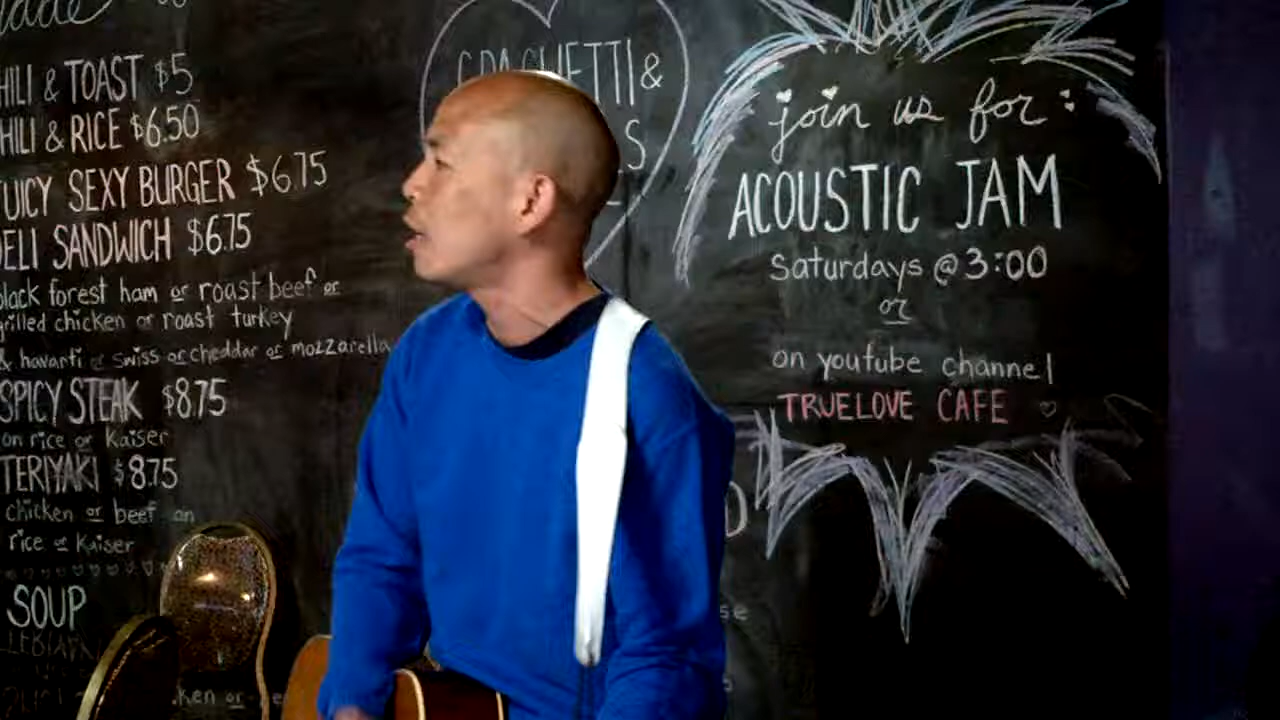 HILI & TOAST $5
HILI & RICE $6.50
JUICY SEXY BURGER $6.75
DELI SANDWICH $6.75
black forest ham or roast beef or
grilled chicken or roast turkey
& havarti or swiss or cheddar or mozzarella
SPICY STEAK $8.75
on rice or Kaiser
TERIYAKI $8.75
chicken or beef on
rice or Kaiser
SOUP
SPAGHETTI &
join us for:
ACOUSTIC JAM
Saturdays @ 3:00
or
on youtube channel
TRUELOVE CAFE